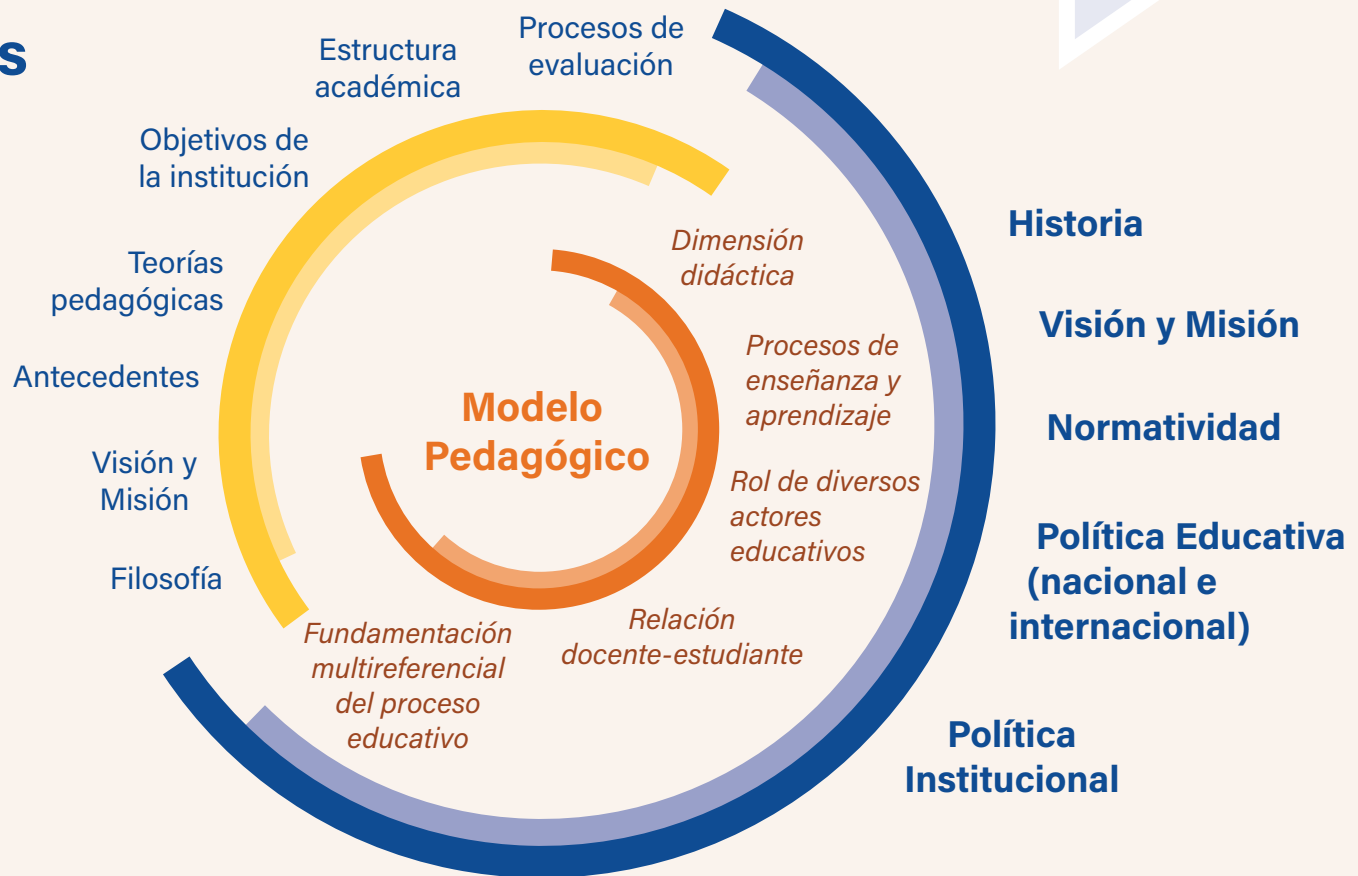 Procesos de
evaluación
Estructura
académica
Objetivos de
la institución
Teorías
pedagógicas
Antecedentes
Visión y
Misión
Filosofía
Modelo
Pedagógico
Dimensión
didáctica
Procesos de
enseñanza y
aprendizaje
Rol de diversos
actores
educativos
Relación
docente-estudiante
Fundamentación
multireferencial
del proceso
educativo
Historia
Visión y Misión
Normatividad
Política Educativa
(nacional e
internacional)
Política
Institucional